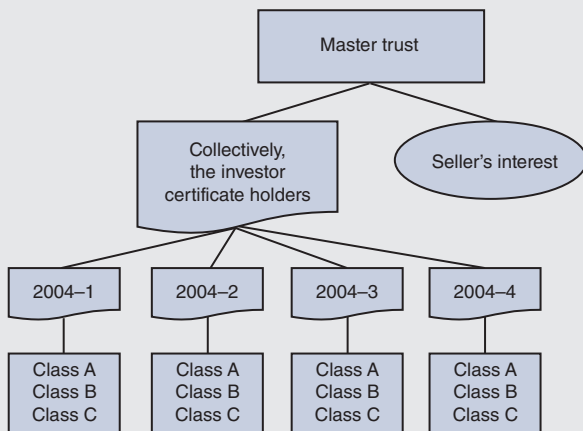 Master trust
Collectively,
the investor
certificate holders
Seller's interest
2004–1
2004–2
2004–3
2004–4
Class A
Class B
Class C
Class A
Class B
Class C
Class A
Class B
Class C
Class A
Class B
Class C